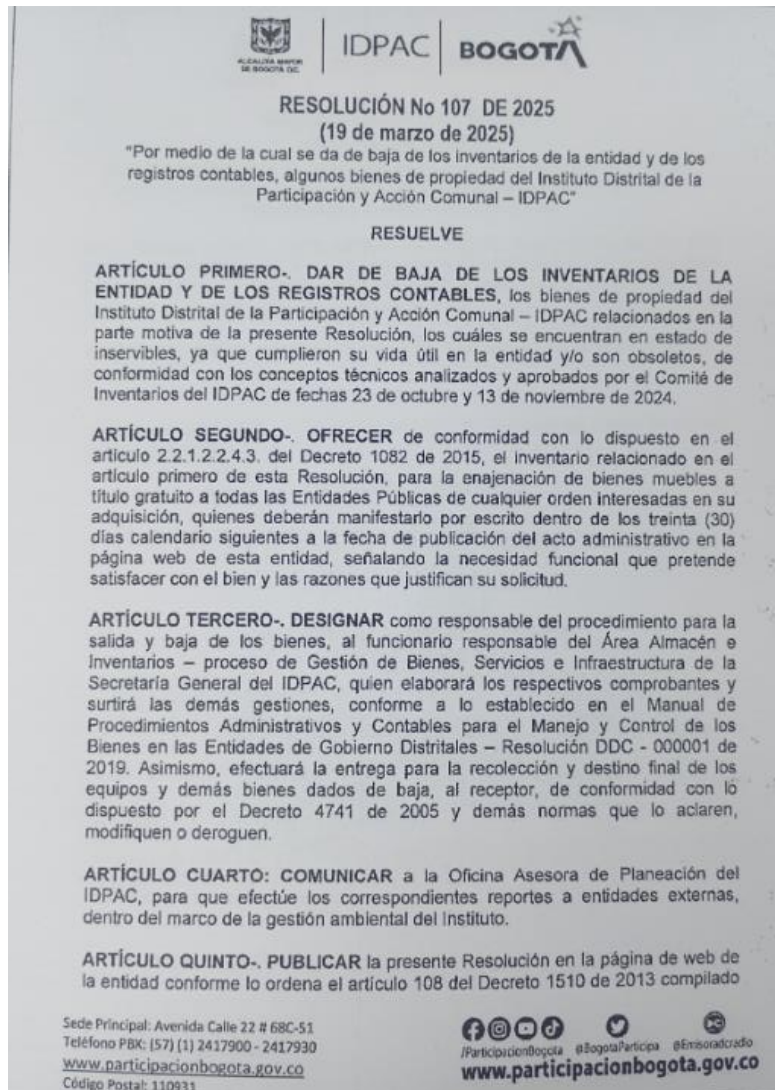 ALCALDÍA MAYOR
DE BOGOTÁ D.C.
IDPAC
BOGOTÁ
RESOLUCIÓN No 107 DE 2025
(19 de marzo de 2025)
"Por medio de la cual se da de baja de los inventarios de la entidad y de los
registros contables, algunos bienes de propiedad del Instituto Distrital de la
Participación y Acción Comunal – IDPAC"
RESUELVE
ARTÍCULO PRIMERO-. DAR DE BAJA DE LOS INVENTARIOS DE LA
ENTIDAD Y DE LOS REGISTROS CONTABLES, los bienes de propiedad del
Instituto Distrital de la Participación y Acción Comunal – IDPAC relacionados en la
parte motiva de la presente Resolución, los cuáles se encuentran en estado de
inservibles, ya que cumplieron su vida útil en la entidad y/o son obsoletos, de
conformidad con los conceptos técnicos analizados y aprobados por el Comité de
Inventarios del IDPAC de fechas 23 de octubre y 13 de noviembre de 2024.
ARTÍCULO SEGUNDO-. OFRECER de conformidad con lo dispuesto en el
artículo 2.2.1.2.2.4.3. del Decreto 1082 de 2015, el inventario relacionado en el
artículo primero de esta Resolución, para la enajenación de bienes muebles a
título gratuito a todas las Entidades Públicas de cualquier orden interesadas en su
adquisición, quienes deberán manifestarlo por escrito dentro de los treinta (30)
días calendario siguientes a la fecha de publicación del acto administrativo en la
página web de esta entidad, señalando la necesidad funcional que pretende
satisfacer con el bien y las razones que justifican su solicitud.
ARTÍCULO TERCERO-. DESIGNAR como responsable del procedimiento para la
salida y baja de los bienes, al funcionario responsable del Área Almacén e
Inventarios – proceso de Gestión de Bienes, Servicios e Infraestructura de la
Secretaría General del IDPAC, quien elaborará los respectivos comprobantes y
surtirá las demás gestiones, conforme a lo establecido en el Manual de
Procedimientos Administrativos y Contables para el Manejo y Control de los
Bienes en las Entidades de Gobierno Distritales – Resolución DDC - 000001 de
2019. Asimismo, efectuará la entrega para la recolección y destino final de los
equipos y demás bienes dados de baja, al receptor, de conformidad con lo
dispuesto por el Decreto 4741 de 2005 y demás normas que lo aclaren,
modifiquen o deroguen.
ARTÍCULO CUARTO: COMUNICAR a la Oficina Asesora de Planeación del
IDPAC, para que efectúe los correspondientes reportes a entidades externas,
dentro del marco de la gestión ambiental del Instituto.
ARTÍCULO QUINTO-. PUBLICAR la presente Resolución en la página de web de
la entidad conforme lo ordena el artículo 108 del Decreto 1510 de 2013 compilado
Sede Principal: Avenida Calle 22 # 68C-51
Teléfono PBX: (57) (1) 2417900 - 2417930
www.participacionbogota.gov.co
Código Postal: 110931
/ParticipacionBogota @BogotaParticipa @Emisoradcradio
www.participacionbogota.gov.co